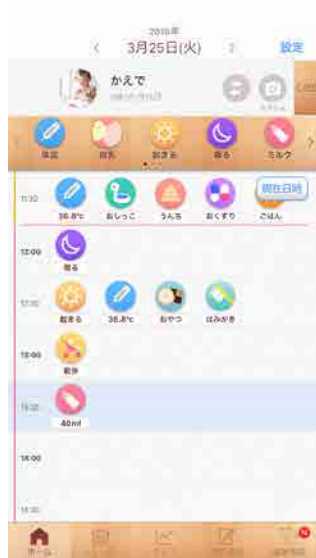 2018年
3月25日(火)
設定
かえで
体温
母乳
起きる
寝る
ミルク
現在日時
11:30
36.8℃
おしっこ
うんち
おくすり
ごはん
12:00
寝る
12:30
起きる
36.8℃
おやつ
はみがき
13:00
散歩
13:30
40ml
14:00
14:30
ホーム